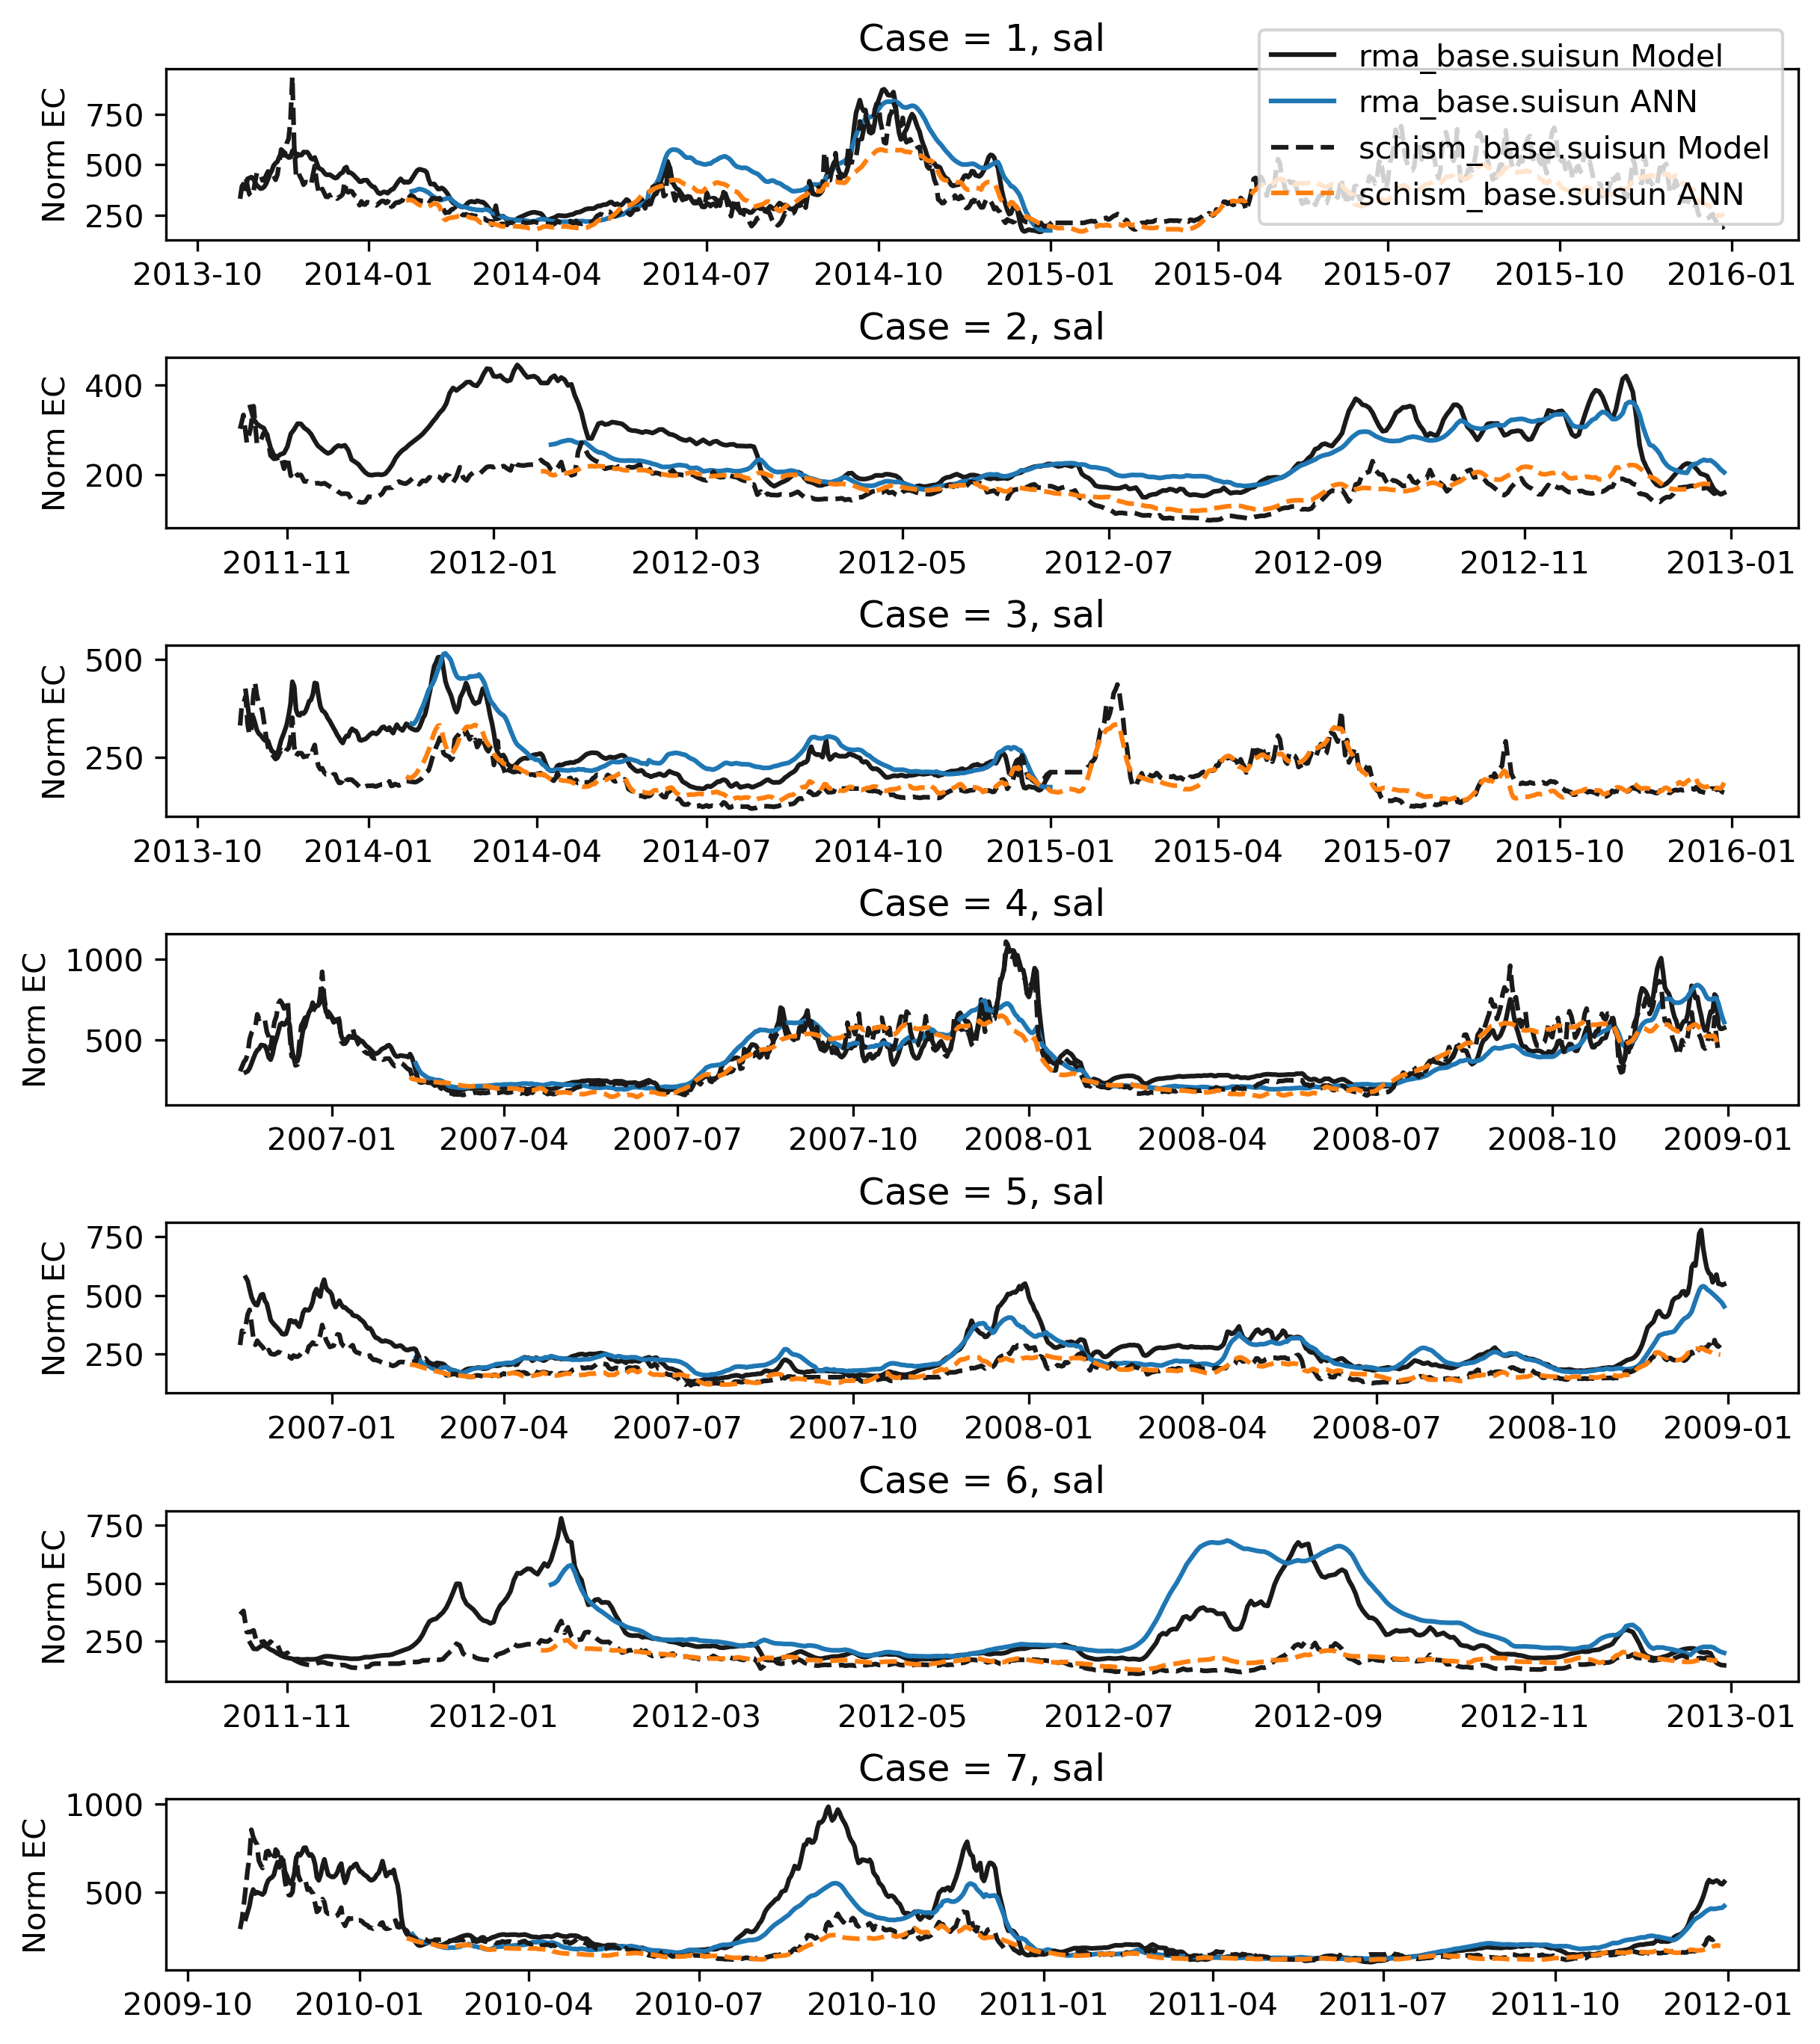 Case = 1, sal
rma_base.suisun Model
rma_base.suisun ANN
schism_base.suisun Model
schism_base.suisun ANN
Norm EC
750
500
250
2013-10 2014-01 2014-04 2014-07 2014-10 2015-01 2015-04 2015-07 2015-10 2016-01
Case = 2, sal
Norm EC
400
200
2011-11 2012-01 2012-03 2012-05 2012-07 2012-09 2012-11 2013-01
Case = 3, sal
Norm EC
500
250
2013-10 2014-01 2014-04 2014-07 2014-10 2015-01 2015-04 2015-07 2015-10 2016-01
Case = 4, sal
Norm EC
1000
500
2007-01 2007-04 2007-07 2007-10 2008-01 2008-04 2008-07 2008-10 2009-01
Case = 5, sal
Norm EC
750
500
250
2007-01 2007-04 2007-07 2007-10 2008-01 2008-04 2008-07 2008-10 2009-01
Case = 6, sal
Norm EC
750
500
250
2011-11 2012-01 2012-03 2012-05 2012-07 2012-09 2012-11 2013-01
Case = 7, sal
Norm EC
1000
500
2009-10 2010-01 2010-04 2010-07 2010-10 2011-01 2011-04 2011-07 2011-10 2012-01